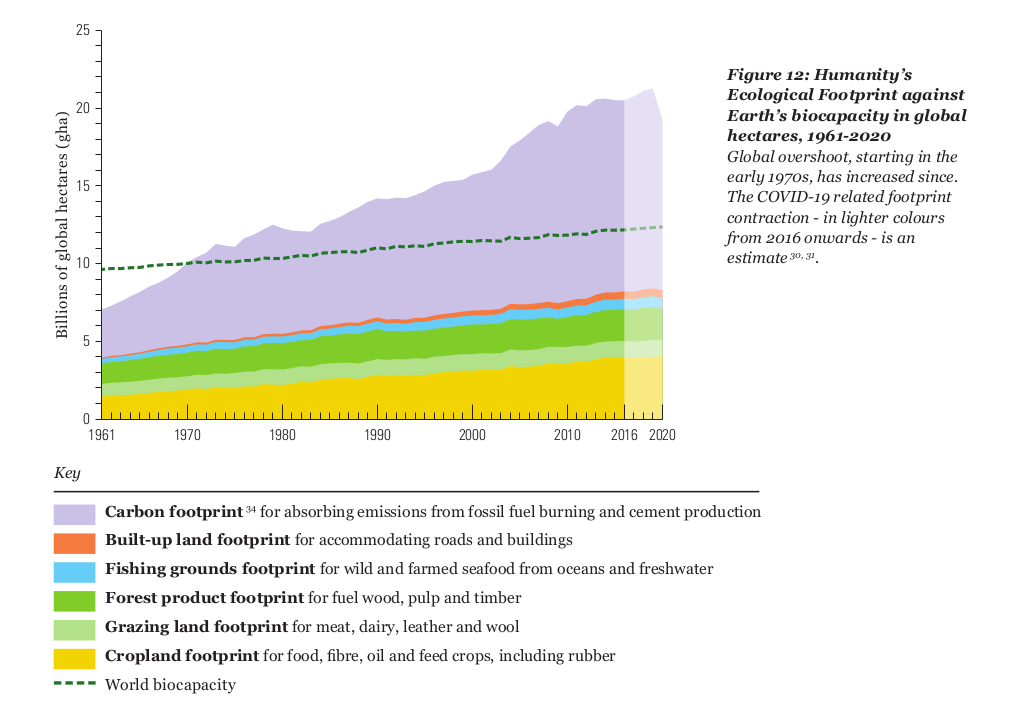 25
20
15
10
5
0
Billions of global hectares (gha)
1961
1970
1980
1990
2000
2010
2016
2020
Figure 12: Humanity’s
Ecological Footprint against
Earth’s biocapacity in global
hectares, 1961-2020
Global overshoot, starting in the
early 1970s, has increased since.
The COVID-19 related footprint
contraction - in lighter colours
from 2016 onwards - is an
estimate 30, 31.
Key
Carbon footprint 34 for absorbing emissions from fossil fuel burning and cement production
Built-up land footprint for accommodating roads and buildings
Fishing grounds footprint for wild and farmed seafood from oceans and freshwater
Forest product footprint for fuel wood, pulp and timber
Grazing land footprint for meat, dairy, leather and wool
Cropland footprint for food, fibre, oil and feed crops, including rubber
World biocapacity